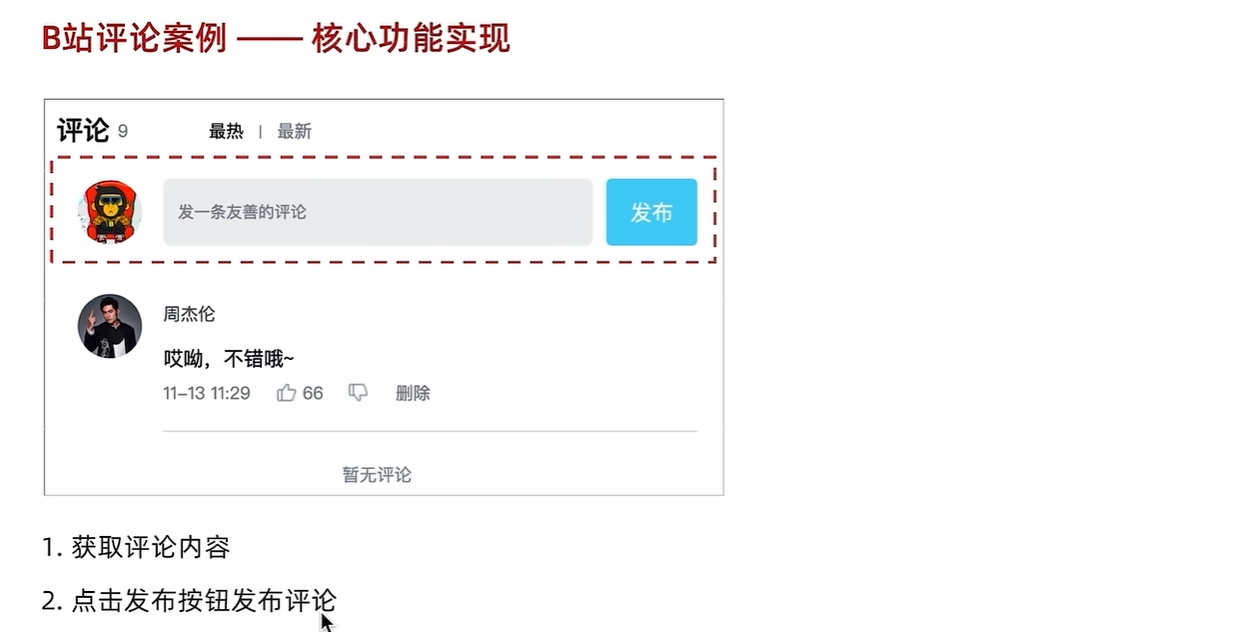 B站评论案例 —— 核心功能实现
评论 9 最热 | 最新
发一条友善的评论 发布
周杰伦
哎呦，不错哦~
11-13 11:29 66 删除
暂无评论
1. 获取评论内容
2. 点击发布按钮发布评论